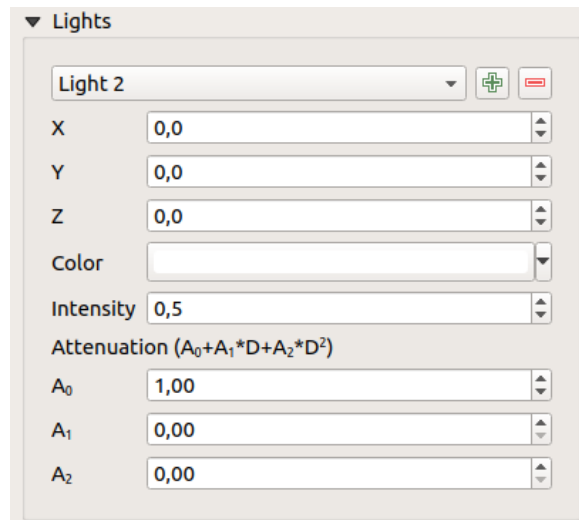 Lights
Light 2
X 0,0
Y 0,0
Z 0,0
Color
Intensity 0,5
Attenuation (A₀+A₁*D+A₂*D²)
A₀ 1,00
A₁ 0,00
A₂ 0,00